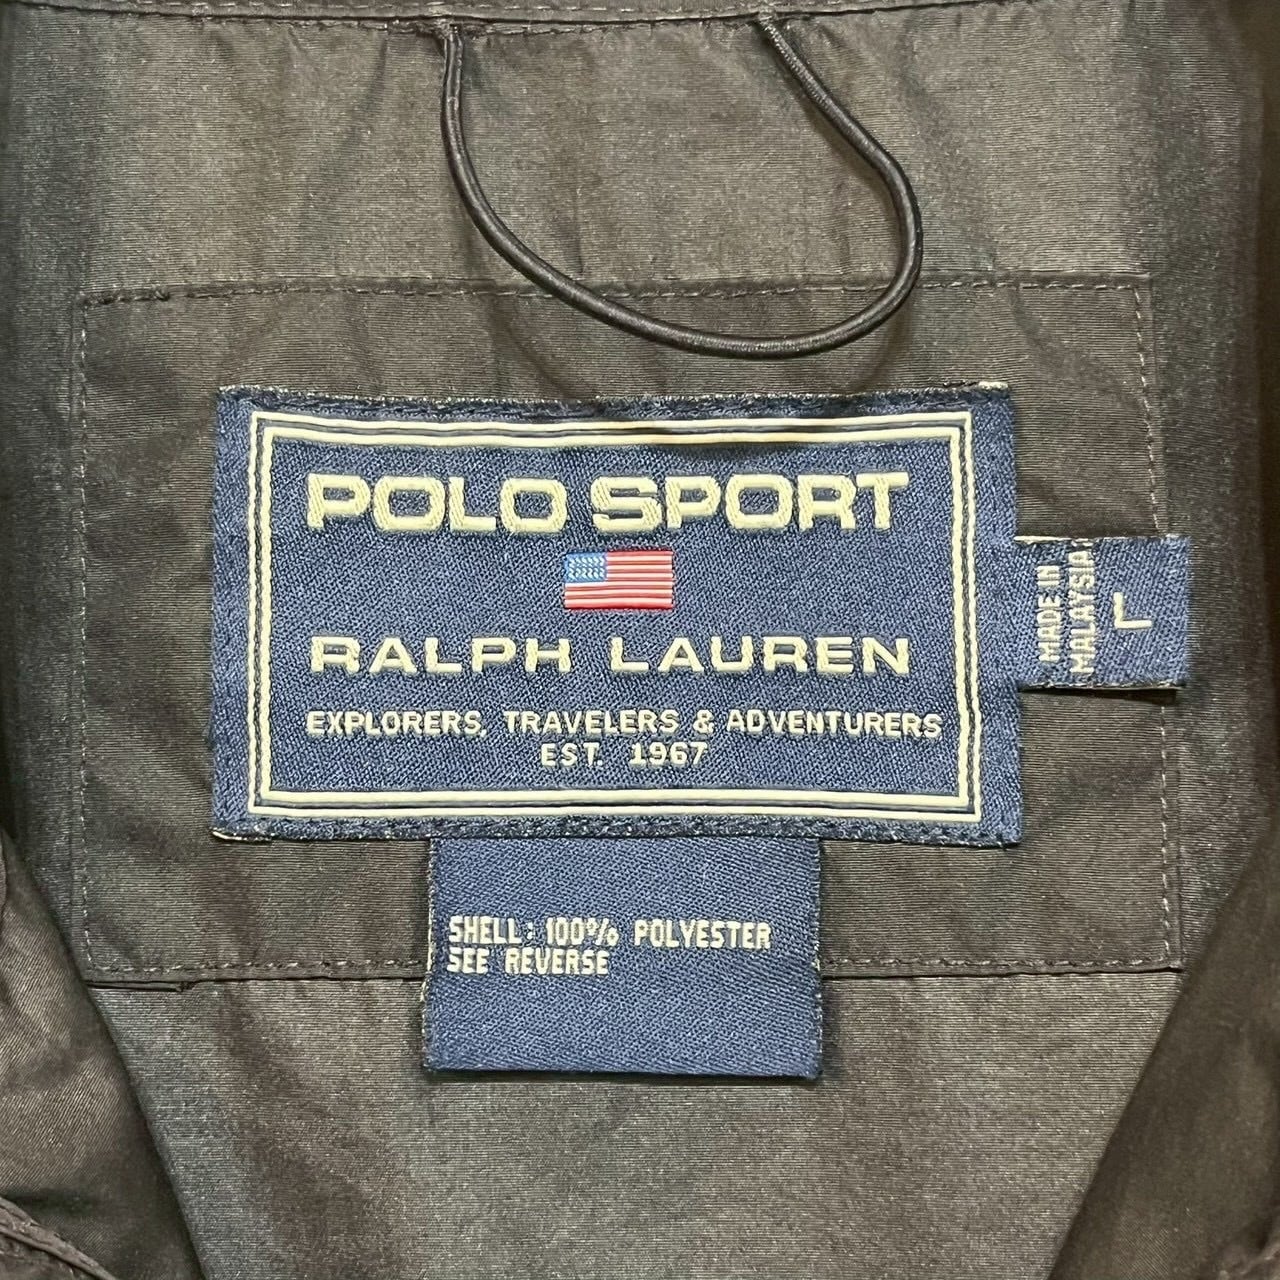 POLO SPORT
RALPH LAUREN
EXPLORERS, TRAVELERS & ADVENTURERS
EST. 1967
MADE IN
MALAYSIA
L
SHELL: 100% POLYESTER
SEE REVERSE